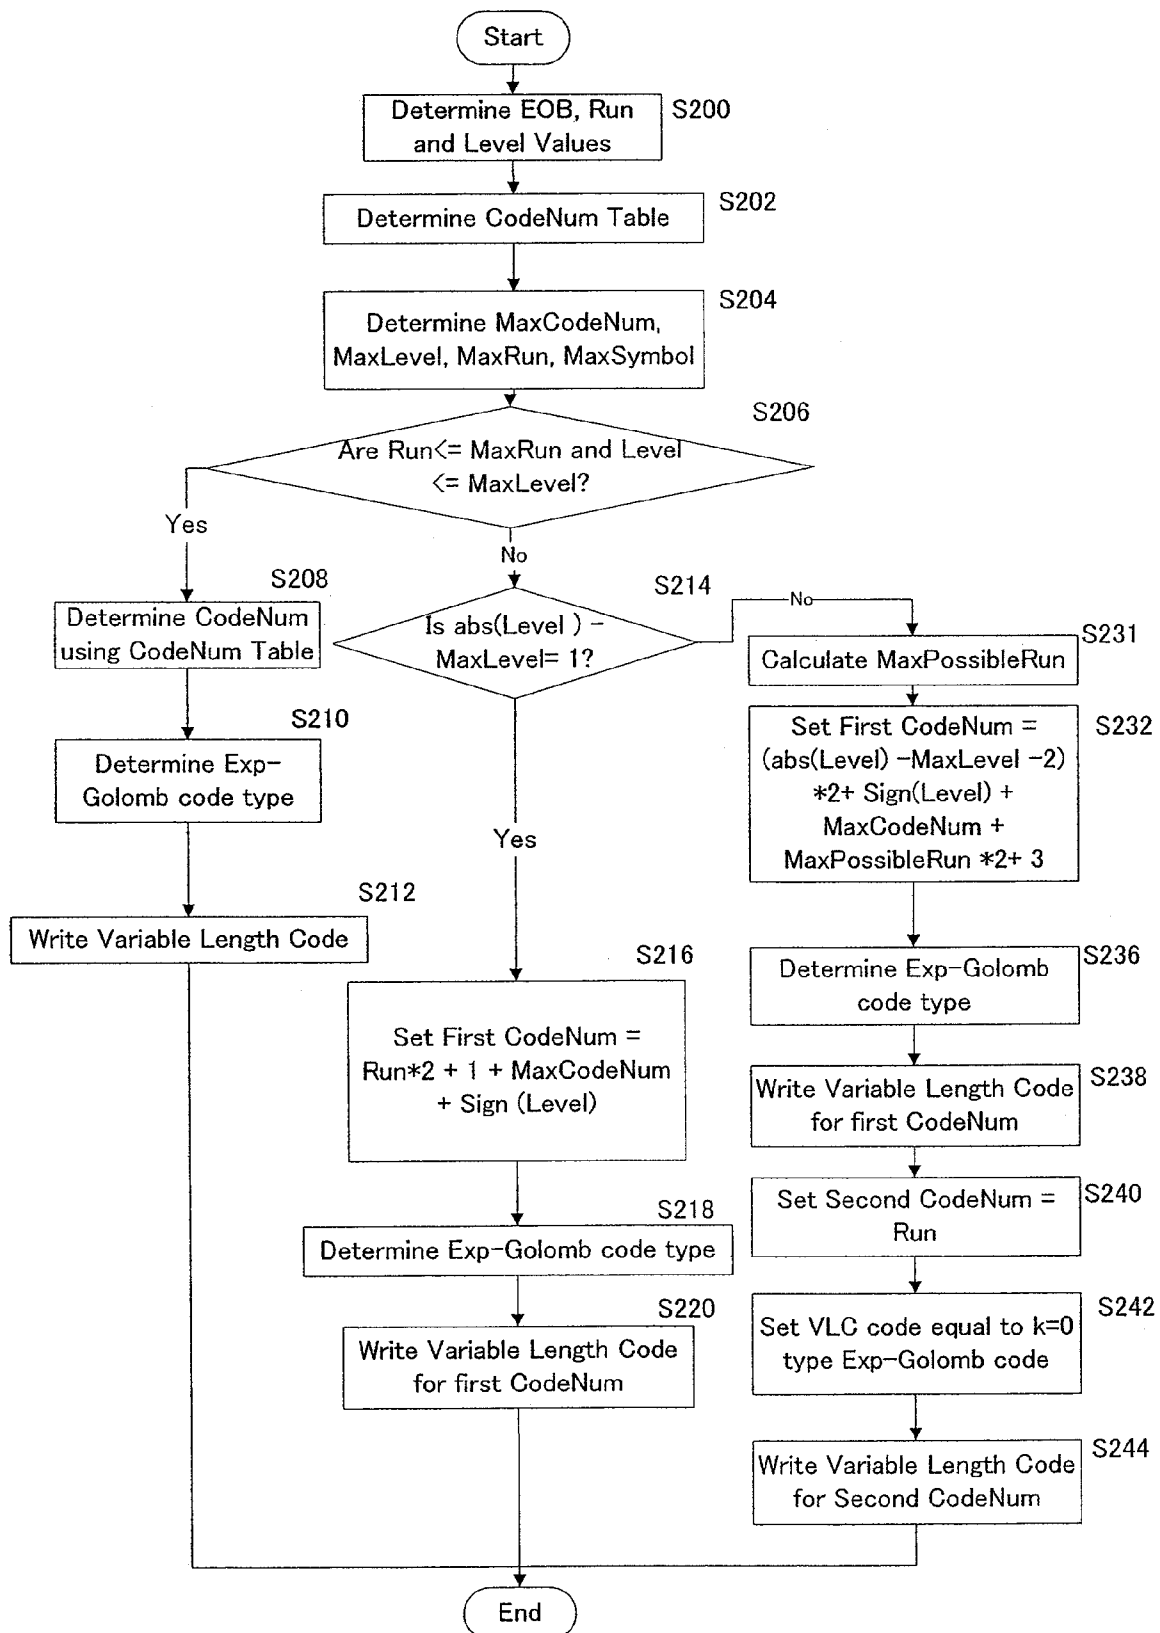 Start
Determine EOB, Run
and Level Values
S200
Determine CodeNum Table
S202
Determine MaxCodeNum,
MaxLevel, MaxRun, MaxSymbol
S204
Are Run<= MaxRun and Level
<= MaxLevel?
S206
Yes
No
S208
Determine CodeNum
using CodeNum Table
S210
Determine Exp-
Golomb code type
S212
Write Variable Length Code
S214
Is abs(Level ) -
MaxLevel= 1?
No
Yes
S216
Set First CodeNum =
Run*2 + 1 + MaxCodeNum
+ Sign (Level)
S218
Determine Exp-Golomb code type
S220
Write Variable Length Code
for first CodeNum
S231
Calculate MaxPossibleRun
Set First CodeNum =
(abs(Level) -MaxLevel -2)
*2+ Sign(Level) +
MaxCodeNum +
MaxPossibleRun *2+ 3
S232
Determine Exp-Golomb
code type
S236
Write Variable Length Code
for first CodeNum
S238
Set Second CodeNum =
Run
S240
Set VLC code equal to k=0
type Exp-Golomb code
S242
Write Variable Length Code
for Second CodeNum
S244
End